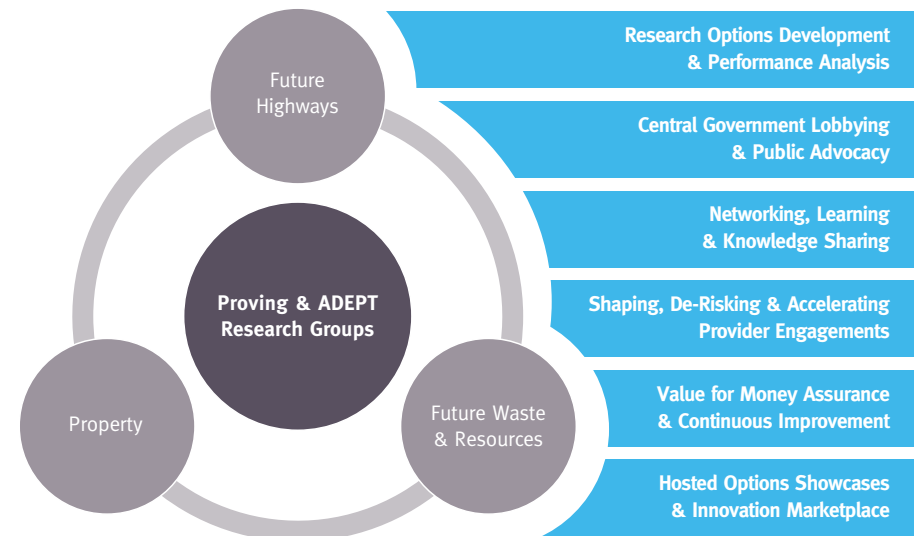 Future
Highways
Proving & ADEPT
Research Groups
Property
Future Waste
& Resources
Research Options Development
& Performance Analysis
Central Government Lobbying
& Public Advocacy
Networking, Learning
& Knowledge Sharing
Shaping, De-Risking & Accelerating
Provider Engagements
Value for Money Assurance
& Continuous Improvement
Hosted Options Showcases
& Innovation Marketplace